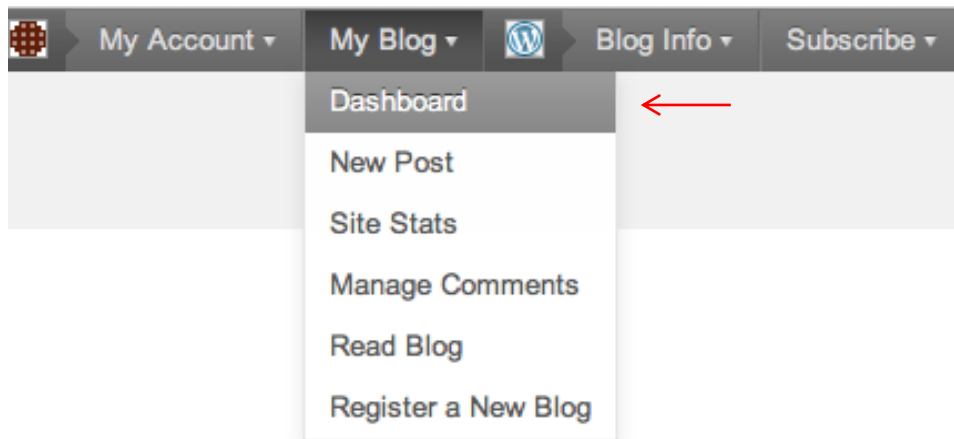 My Account ▾ My Blog ▾ Blog Info ▾ Subscribe ▾
Dashboard
New Post
Site Stats
Manage Comments
Read Blog
Register a New Blog